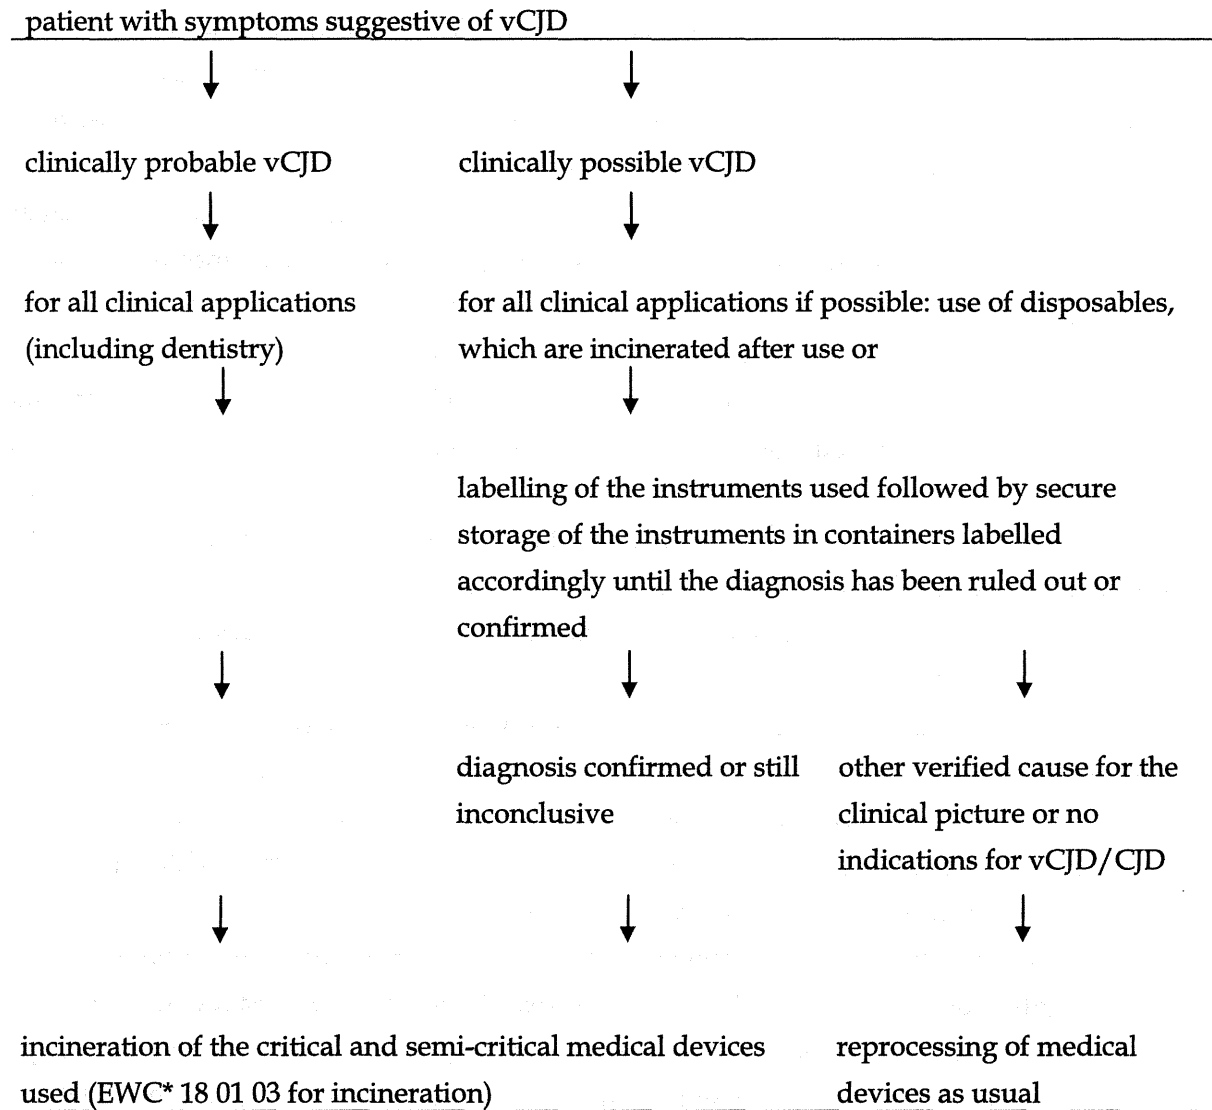 patient with symptoms suggestive of vCJD
clinically probable vCJD
clinically possible vCJD
for all clinical applications
(including dentistry)
for all clinical applications if possible: use of disposables,
which are incinerated after use or
labelling of the instruments used followed by secure
storage of the instruments in containers labelled
accordingly until the diagnosis has been ruled out or
confirmed
diagnosis confirmed or still
inconclusive
other verified cause for the
clinical picture or no
indications for vCJD/CJD
incineration of the critical and semi-critical medical devices
used (EWC* 18 01 03 for incineration)
reprocessing of medical
devices as usual